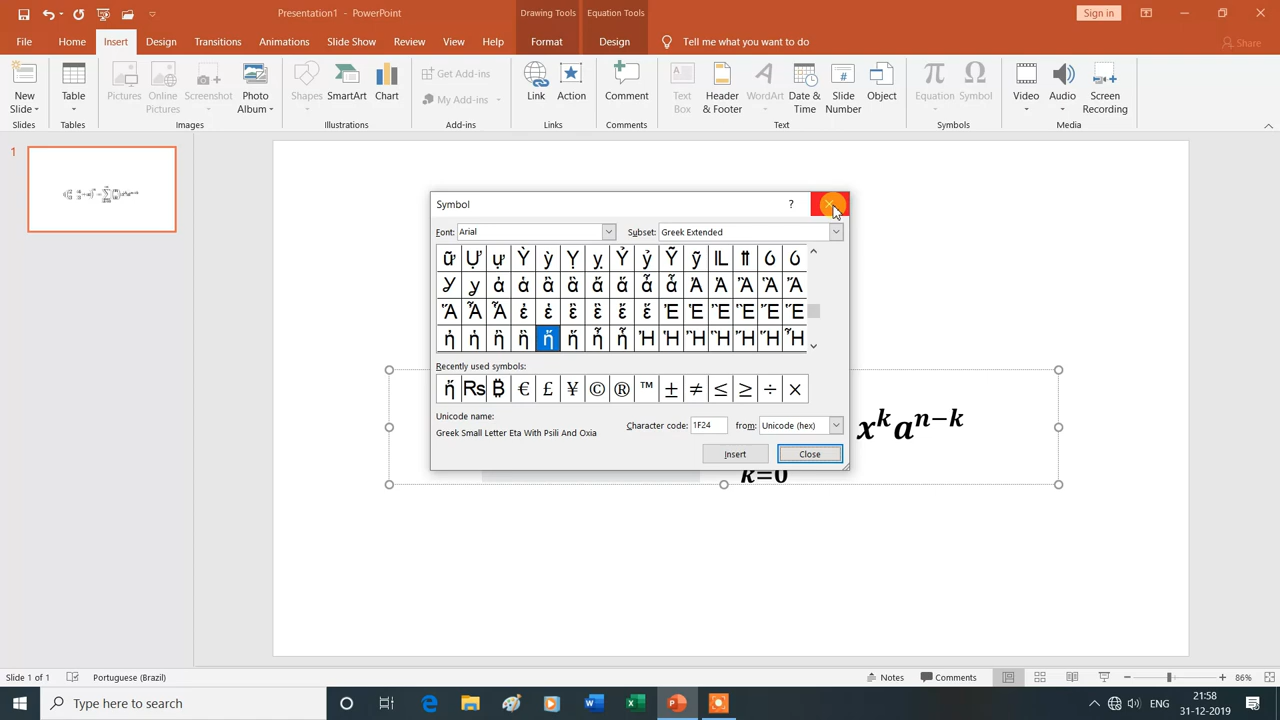 Presentation1 - PowerPoint
Drawing Tools
Equation Tools
Sign in
File
Home
Insert
Design
Transitions
Animations
Slide Show
Review
View
Help
Format
Design
Tell me what you want to do
Share
New Slide
Table
Pictures
Online Pictures
Screenshot
Photo Album
Shapes
SmartArt
Chart
Get Add-ins
My Add-ins
Link
Action
Comment
Text Box
Header & Footer
WordArt
Date & Time
Slide Number
Object
Equation
Symbol
Video
Audio
Screen Recording
Slides
Tables
Images
Illustrations
Add-ins
Links
Comments
Text
Symbols
Media
1
Symbol
?
Font: Arial
Subset: Greek Extended
ữ Ự ự Ỳ ỳ Ỵ ỵ Ỷ ỷ Ỹ ỹ Ỻ ỻ Ỽ ỽ
Ỿ ỿ ἀ ἁ ἂ ἃ ἄ ἅ ἆ ἇ Ἀ Ἁ Ἂ Ἃ Ἄ
Ἅ Ἆ Ἇ ἐ ἑ ἒ ἓ ἔ ἕ Ἐ Ἑ Ἒ Ἓ Ἔ Ἕ
ἠ ἡ ἢ ἣ ἤ ἥ ἦ ἧ Ἠ Ἡ Ἢ Ἣ Ἤ Ἥ Ἦ
Recently used symbols:
ἤ ₨ ₿ € £ ¥ © ® ™ ± ≠ ≤ ≥ ÷ ×
Unicode name:
Greek Small Letter Eta With Psili And Oxia
Character code: 1F24
from: Unicode (hex)
Insert
Close
x^k a^{n−k}
k=0
Slide 1 of 1
Portuguese (Brazil)
Notes
Comments
86%
Type here to search
ENG
21:58
31-12-2019